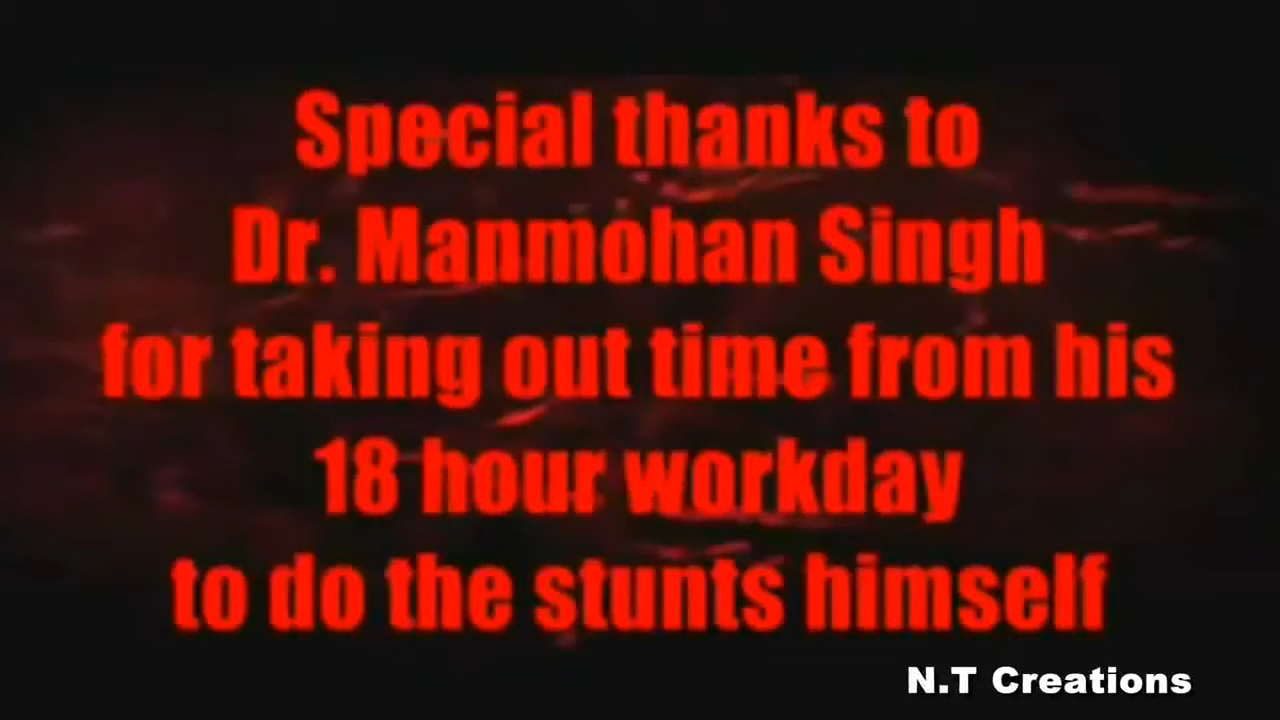 Special thanks to
Dr. Manmohan Singh
for taking out time from his
18 hour workday
to do the stunts himself
N.T Creations